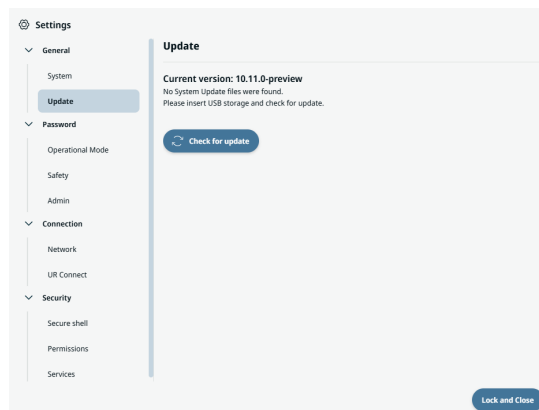 Settings
General
System
Update
Password
Operational Mode
Safety
Admin
Connection
Network
UR Connect
Security
Secure shell
Permissions
Services
Update
Current version: 10.11.0-preview
No System Update files were found.
Please insert USB storage and check for update.
Check for update
Lock and Close